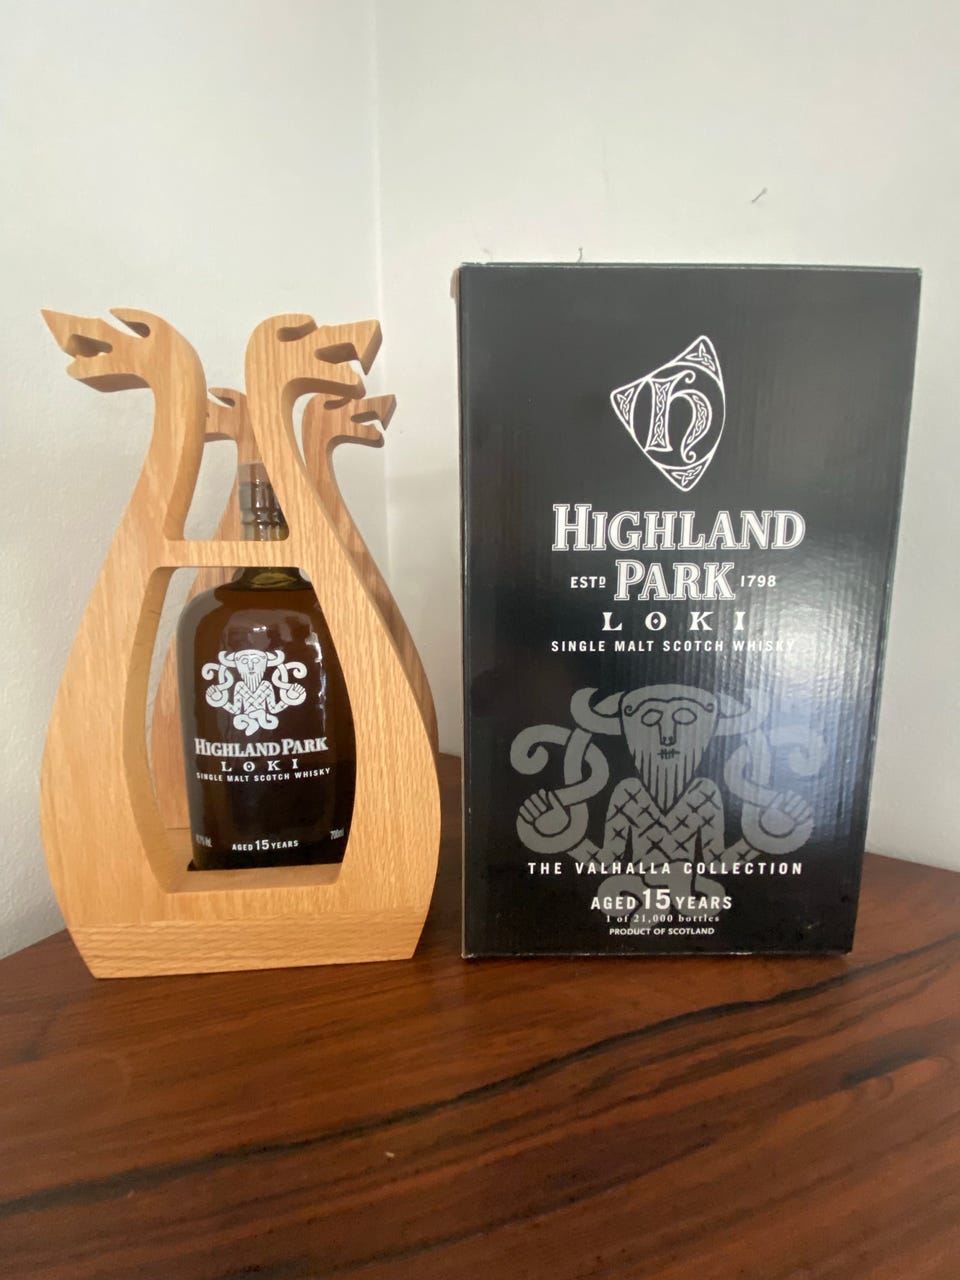 HIGHLAND PARK
LOKI
SINGLE MALT SCOTCH WHISKY
AGED 15 YEARS
700ml
h
HIGHLAND
ESTD PARK 1798
LOKI
SINGLE MALT SCOTCH WHISKY
THE VALHALLA COLLECTION
AGED 15 YEARS
1 of 21,000 bottles
PRODUCT OF SCOTLAND